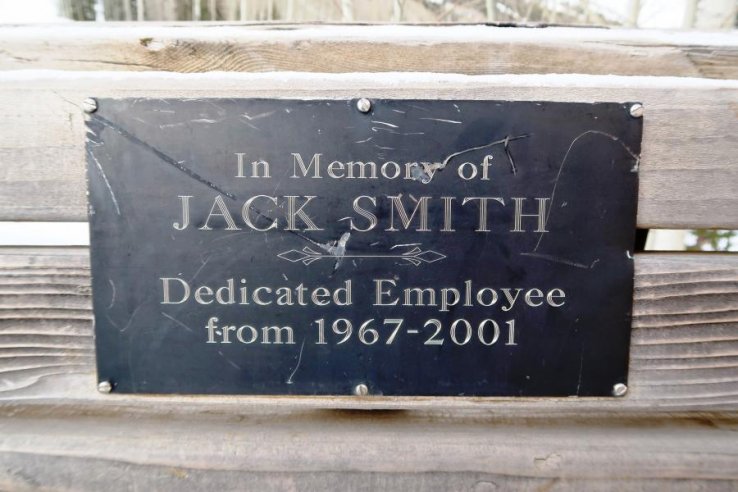 In Memory of
JACK SMITH
Dedicated Employee
from 1967-2001